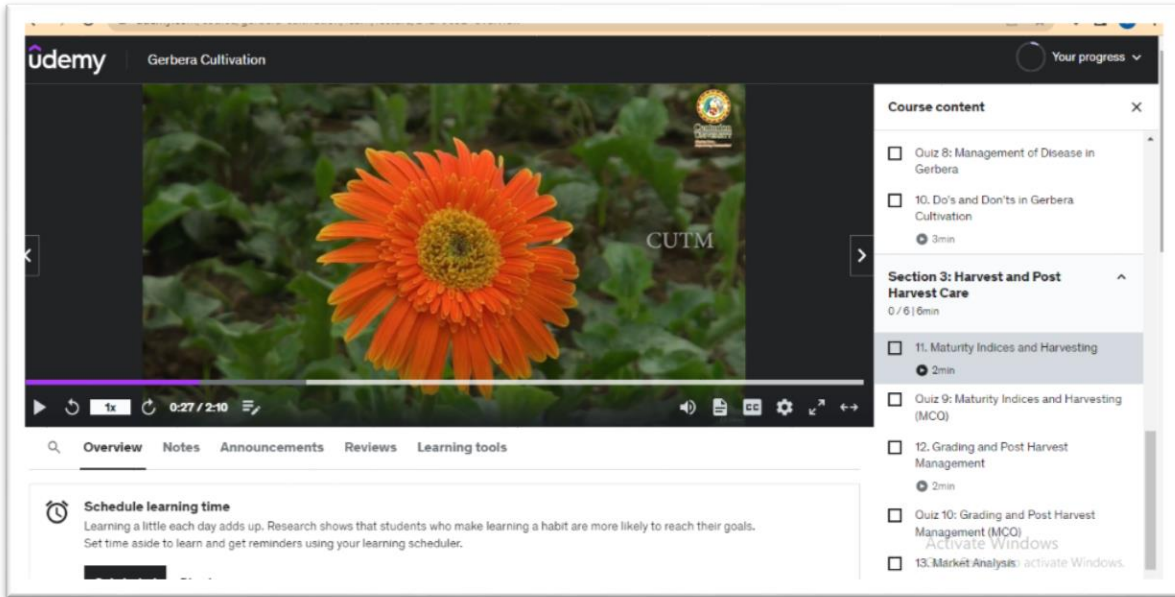 ûdemy
Gerbera Cultivation
Your progress
CUTM
1x
0:27 / 2:10
CC
Overview Notes Announcements Reviews Learning tools
Schedule learning time
Learning a little each day adds up. Research shows that students who make learning a habit are more likely to reach their goals.
Set time aside to learn and get reminders using your learning scheduler.
Course content
Quiz 8: Management of Disease in
Gerbera
10. Do's and Don'ts in Gerbera
Cultivation
3min
Section 3: Harvest and Post
Harvest Care
0 / 6 | 6min
11. Maturity Indices and Harvesting
2min
Quiz 9: Maturity Indices and Harvesting
(MCQ)
12. Grading and Post Harvest
Management
2min
Quiz 10: Grading and Post Harvest
Management (MCQ)
Activate Windows
13. Market Analysis
activate Windows.